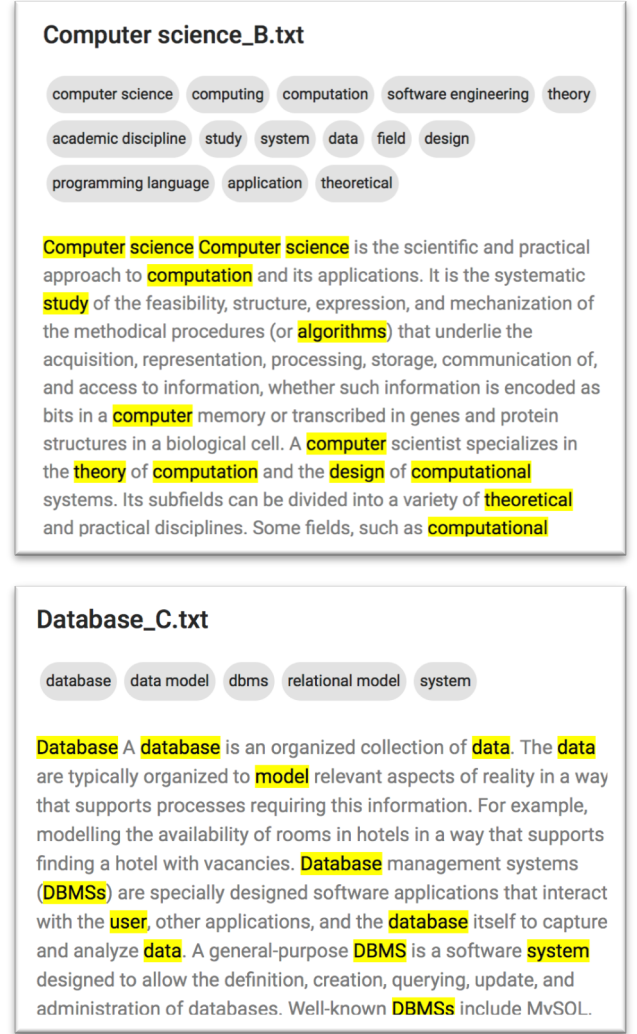 Computer science_B.txt
computer science computing computation software engineering theory
academic discipline study system data field design
programming language application theoretical
Computer science Computer science is the scientific and practical
approach to computation and its applications. It is the systematic
study of the feasibility, structure, expression, and mechanization of
the methodical procedures (or algorithms) that underlie the
acquisition, representation, processing, storage, communication of,
and access to information, whether such information is encoded as
bits in a computer memory or transcribed in genes and protein
structures in a biological cell. A computer scientist specializes in
the theory of computation and the design of computational
systems. Its subfields can be divided into a variety of theoretical
and practical disciplines. Some fields, such as computational
Database_C.txt
database data model dbms relational model system
Database A database is an organized collection of data. The data
are typically organized to model relevant aspects of reality in a way
that supports processes requiring this information. For example,
modelling the availability of rooms in hotels in a way that supports
finding a hotel with vacancies. Database management systems
(DBMSs) are specially designed software applications that interact
with the user, other applications, and the database itself to capture
and analyze data. A general-purpose DBMS is a software system
designed to allow the definition, creation, querying, update, and
administration of databases. Well-known DBMSs include MySQL,